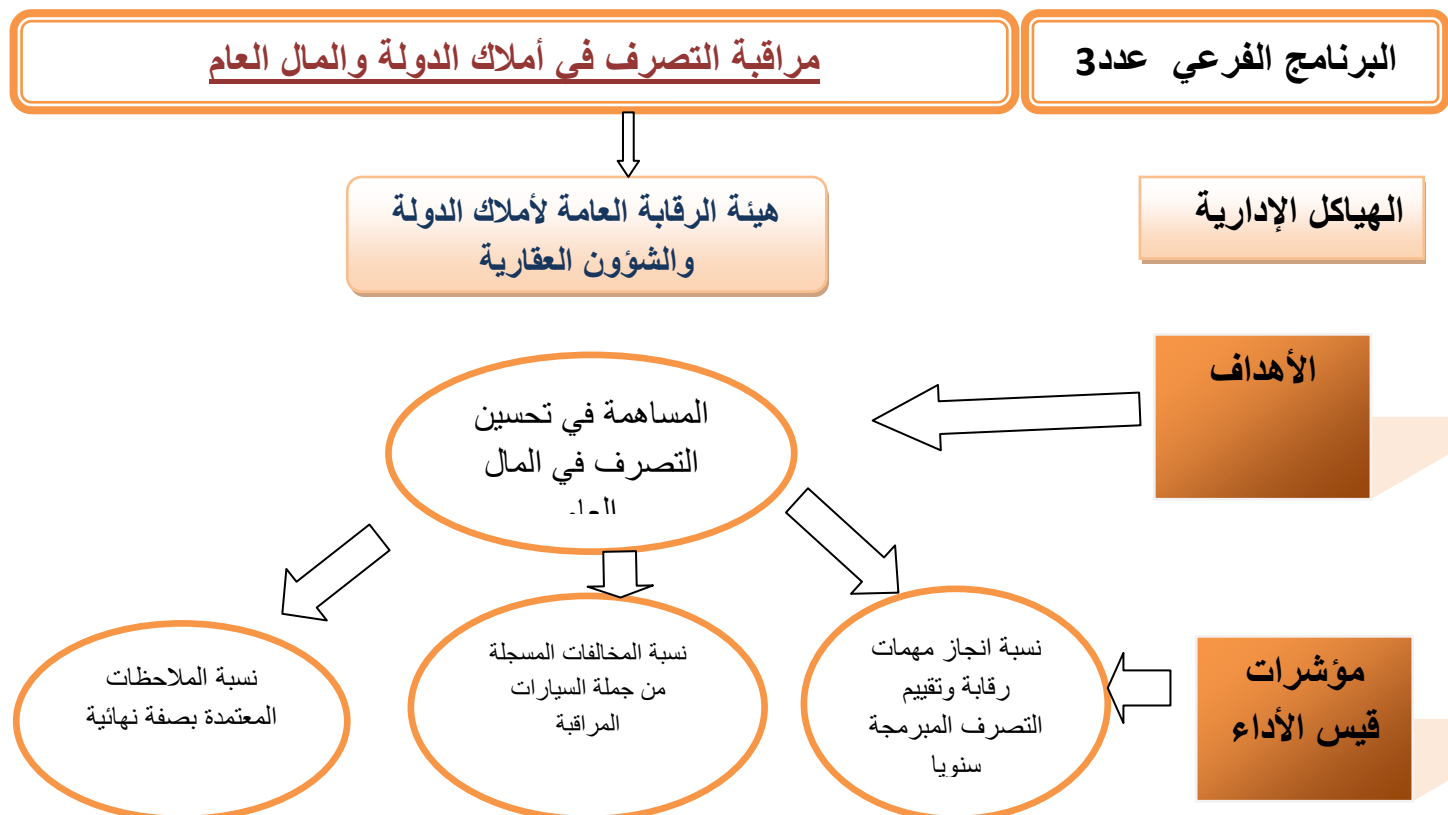 البرنامج الفرعي عدد3
مراقبة التصرف في أملاك الدولة والمال العام
الهياكل الإدارية
هيئة الرقابة العامة لأملاك الدولة
والشؤون العقارية
الأهداف
المساهمة في تحسين
التصرف في المال
العام
مؤشرات
قيس الأداء
نسبة انجاز مهمات
رقابة وتقييم
التصرف المبرمجة
سنويا
نسبة المخالفات المسجلة
من جملة السيارات
المراقبة
نسبة الملاحظات
المعتمدة بصفة نهائية